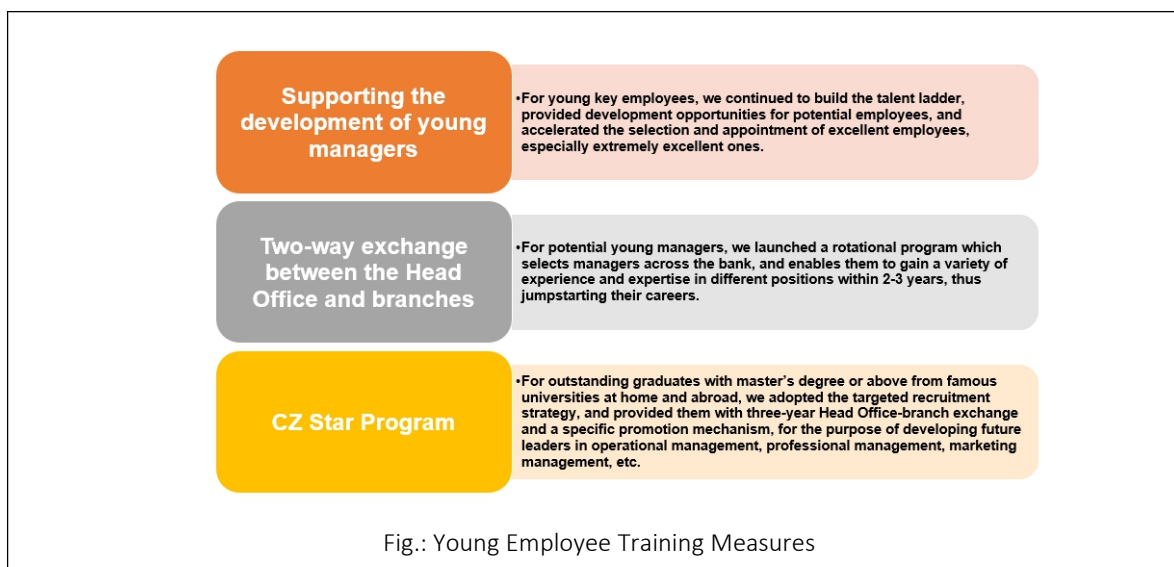 Supporting the
development of young
managers
•For young key employees, we continued to build the talent ladder,
provided development opportunities for potential employees, and
accelerated the selection and appointment of excellent employees,
especially extremely excellent ones.
Two-way exchange
between the Head
Office and branches
•For potential young managers, we launched a rotational program which
selects managers across the bank, and enables them to gain a variety of
experience and expertise in different positions within 2-3 years, thus
jumpstarting their careers.
CZ Star Program
•For outstanding graduates with master's degree or above from famous
universities at home and abroad, we adopted the targeted recruitment
strategy, and provided them with three-year Head Office-branch exchange
and a specific promotion mechanism, for the purpose of developing future
leaders in operational management, professional management, marketing
management, etc.
Fig.: Young Employee Training Measures